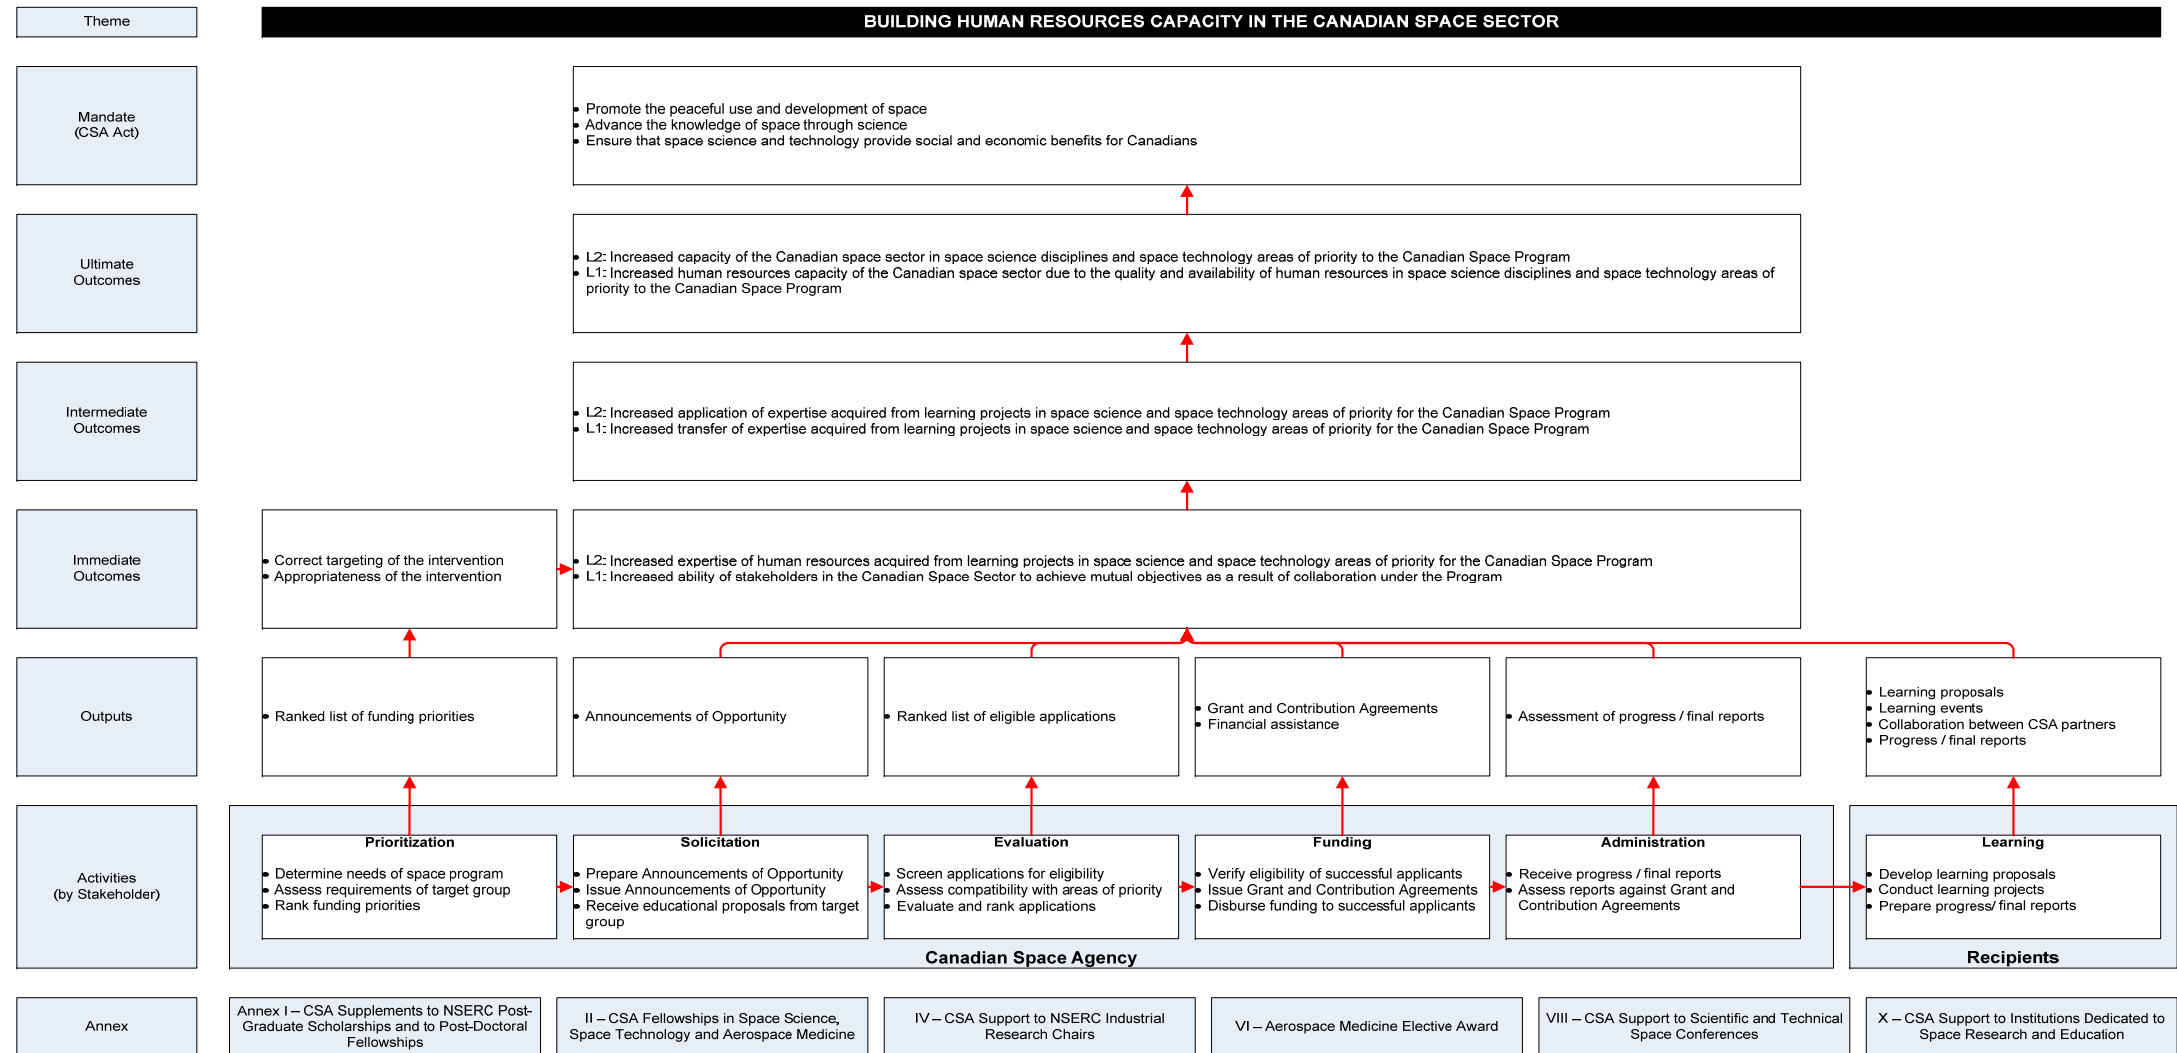 Theme
BUILDING HUMAN RESOURCES CAPACITY IN THE CANADIAN SPACE SECTOR
Mandate
(CSA Act)
• Promote the peaceful use and development of space
• Advance the knowledge of space through science
• Ensure that space science and technology provide social and economic benefits for Canadians
Ultimate
Outcomes
• L2: Increased capacity of the Canadian space sector in space science disciplines and space technology areas of priority to the Canadian Space Program
• L1: Increased human resources capacity of the Canadian space sector due to the quality and availability of human resources in space science disciplines and space technology areas of
priority to the Canadian Space Program
Intermediate
Outcomes
• L2: Increased application of expertise acquired from learning projects in space science and space technology areas of priority for the Canadian Space Program
• L1: Increased transfer of expertise acquired from learning projects in space science and space technology areas of priority for the Canadian Space Program
Immediate
Outcomes
• Correct targeting of the intervention
• Appropriateness of the intervention
• L2: Increased expertise of human resources acquired from learning projects in space science and space technology areas of priority for the Canadian Space Program
• L1: Increased ability of stakeholders in the Canadian Space Sector to achieve mutual objectives as a result of collaboration under the Program
Outputs
• Ranked list of funding priorities
• Announcements of Opportunity
• Ranked list of eligible applications
• Grant and Contribution Agreements
• Financial assistance
• Assessment of progress / final reports
• Learning proposals
• Learning events
• Collaboration between CSA partners
• Progress / final reports
Activities
(by Stakeholder)
Prioritization
• Determine needs of space program
• Assess requirements of target group
• Rank funding priorities
Solicitation
• Prepare Announcements of Opportunity
• Issue Announcements of Opportunity
• Receive educational proposals from target
group
Evaluation
• Screen applications for eligibility
• Assess compatibility with areas of priority
• Evaluate and rank applications
Funding
• Verify eligibility of successful applicants
• Issue Grant and Contribution Agreements
• Disburse funding to successful applicants
Administration
• Receive progress / final reports
• Assess reports against Grant and
Contribution Agreements
Learning
• Develop learning proposals
• Conduct learning projects
• Prepare progress/ final reports
Canadian Space Agency
Recipients
Annex
Annex I – CSA Supplements to NSERC Post-
Graduate Scholarships and to Post-Doctoral
Fellowships
II – CSA Fellowships in Space Science,
Space Technology and Aerospace Medicine
IV – CSA Support to NSERC Industrial
Research Chairs
VI – Aerospace Medicine Elective Award
VIII – CSA Support to Scientific and Technical
Space Conferences
X – CSA Support to Institutions Dedicated to
Space Research and Education